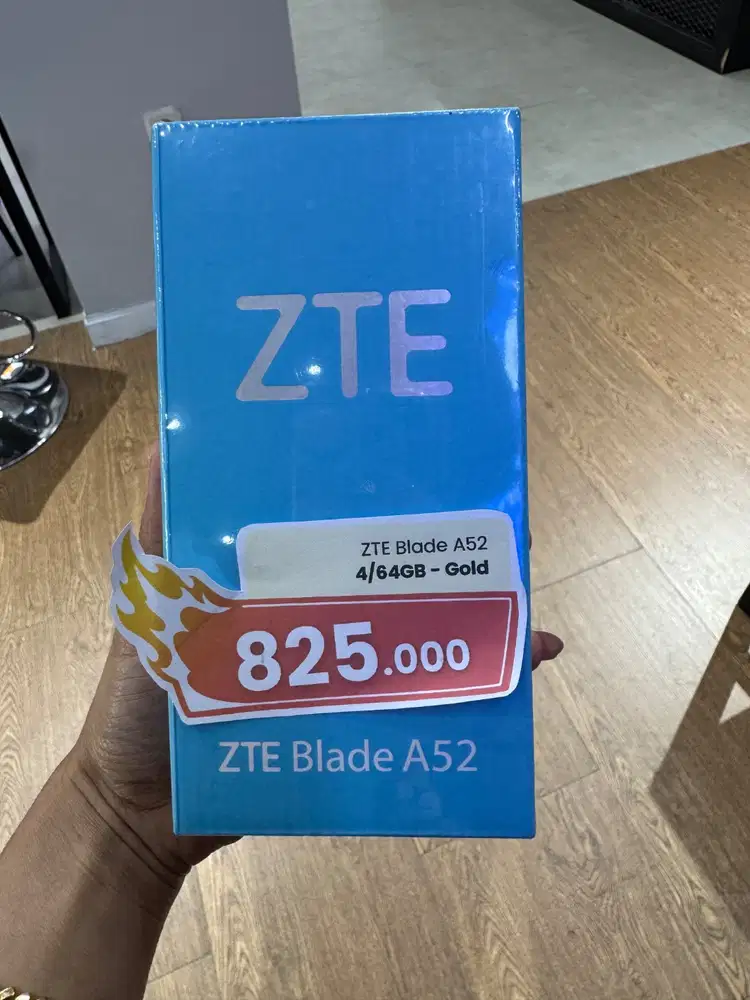 ZTE
ZTE Blade A52
4/64GB - Gold
825.000
ZTE Blade A52